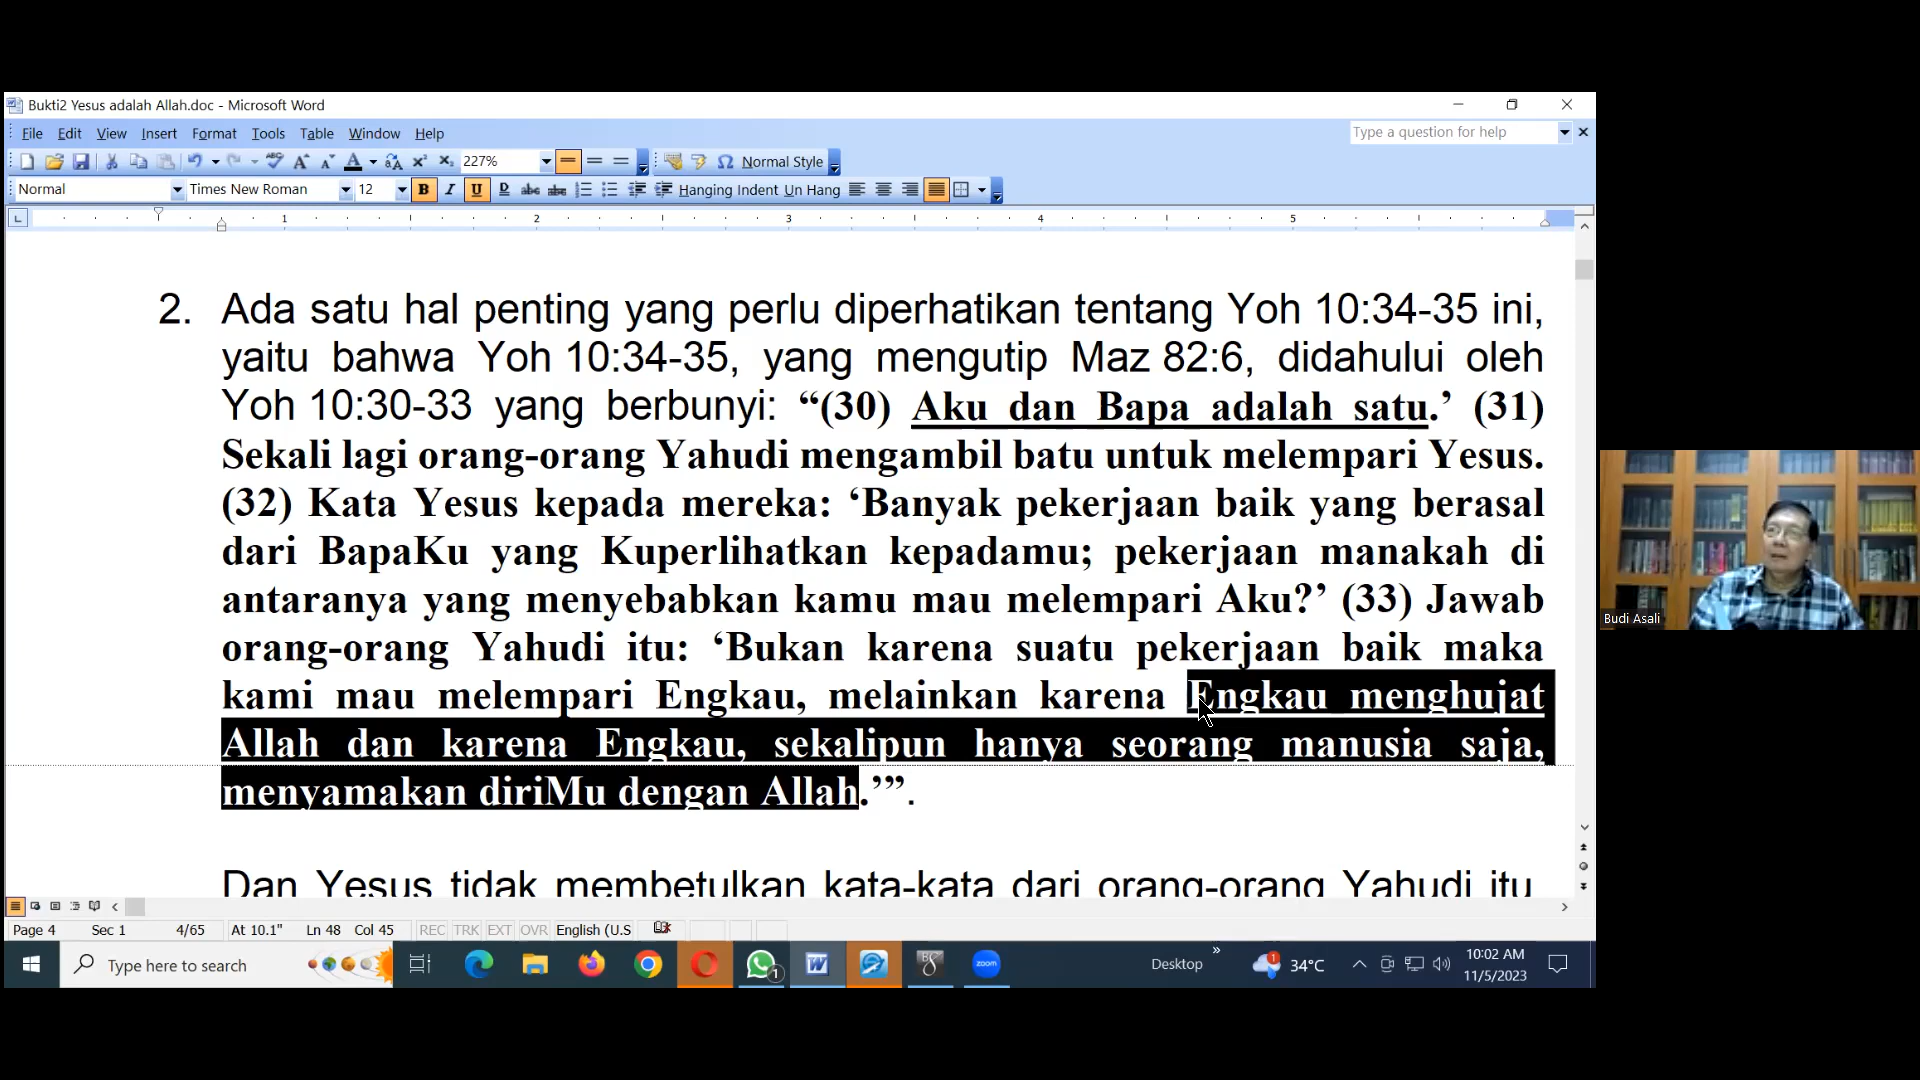 Bukti2 Yesus adalah Allah.doc - Microsoft Word
File Edit View Insert Format Tools Table Window Help
Type a question for help
227%
Normal Style
Normal
Times New Roman
12
Hanging Indent Un Hang
1 2 3 4 5
2. Ada satu hal penting yang perlu diperhatikan tentang Yoh 10:34-35 ini,
yaitu bahwa Yoh 10:34-35, yang mengutip Maz 82:6, didahului oleh
Yoh 10:30-33 yang berbunyi: “(30) Aku dan Bapa adalah satu.’ (31)
Sekali lagi orang-orang Yahudi mengambil batu untuk melempari Yesus.
(32) Kata Yesus kepada mereka: ‘Banyak pekerjaan baik yang berasal
dari BapaKu yang Kuperlihatkan kepadamu; pekerjaan manakah di
antaranya yang menyebabkan kamu mau melempari Aku?’ (33) Jawab
orang-orang Yahudi itu: ‘Bukan karena suatu pekerjaan baik maka
kami mau melempari Engkau, melainkan karena Engkau menghujat
Allah dan karena Engkau, sekalipun hanya seorang manusia saja,
menyamakan diriMu dengan Allah.’”.
Dan Yesus tidak membetulkan kata-kata dari orang-orang Yahudi itu
Budi Asali
Page 4 Sec 1 4/65 At 10.1" Ln 48 Col 45 REC TRK EXT OVR English (U.S
Type here to search
zoom
Desktop
34°C
10:02 AM
11/5/2023